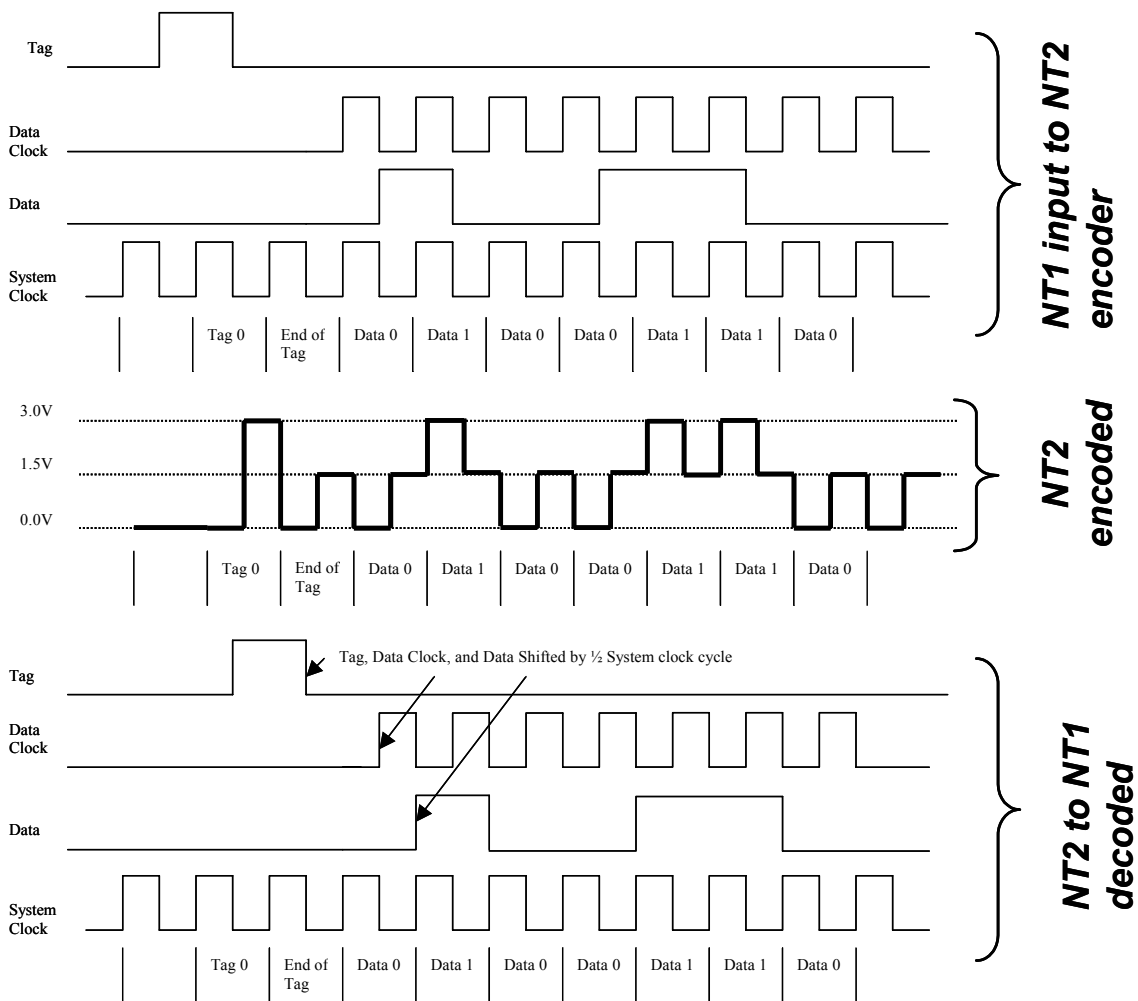 Tag
Data
Clock
Data
System
Clock
Tag 0
End of
Tag
Data 0
Data 1
Data 0
Data 0
Data 1
Data 1
Data 0
NT1 input to NT2
encoder
3.0V
1.5V
0.0V
Tag 0
End of
Tag
Data 0
Data 1
Data 0
Data 0
Data 1
Data 1
Data 0
NT2
encoded
Tag, Data Clock, and Data Shifted by ½ System clock cycle
Tag
Data
Clock
Data
System
Clock
Tag 0
End of
Tag
Data 0
Data 1
Data 0
Data 0
Data 1
Data 1
Data 0
NT2 to NT1
decoded